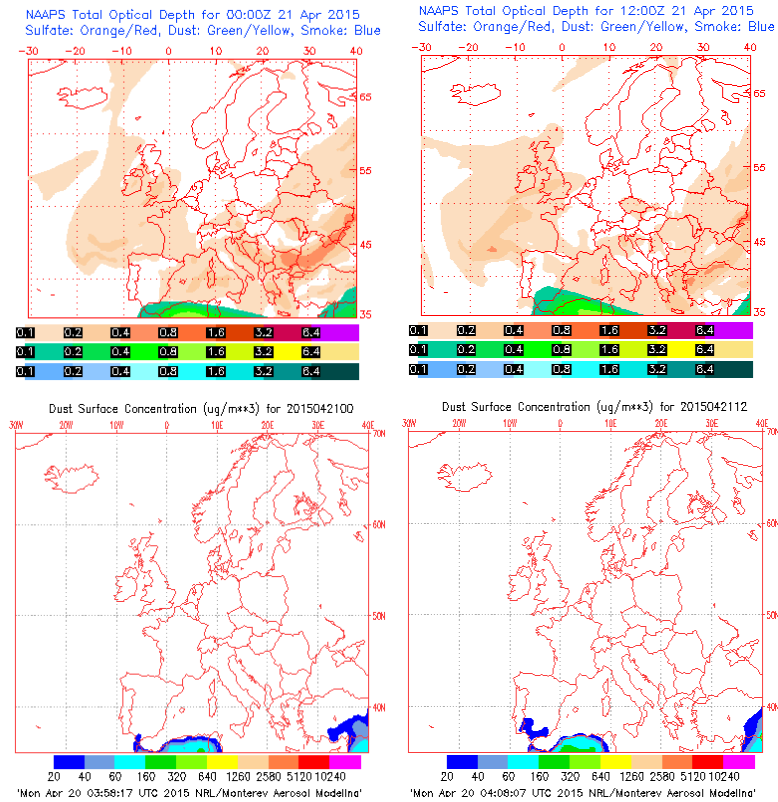 NAAPS Total Optical Depth for 00:00Z 21 Apr 2015
Sulfate: Orange/Red, Dust: Green/Yellow, Smoke: Blue
-30 -20 -10 0 10 20 30 40
65
55
45
35
0.1 0.2 0.4 0.8 1.6 3.2 6.4
0.1 0.2 0.4 0.8 1.6 3.2 6.4
0.1 0.2 0.4 0.8 1.6 3.2 6.4
NAAPS Total Optical Depth for 12:00Z 21 Apr 2015
Sulfate: Orange/Red, Dust: Green/Yellow, Smoke: Blue
-30 -20 -10 0 10 20 30 40
65
55
45
35
0.1 0.2 0.4 0.8 1.6 3.2 6.4
0.1 0.2 0.4 0.8 1.6 3.2 6.4
0.1 0.2 0.4 0.8 1.6 3.2 6.4
Dust Surface Concentration (ug/m**3) for 2015042100
30W 20W 10W 0 10E 20E 30E 40E
70N
60N
50N
40N
20 40 60 160 320 640 1260 2580 5120 10240
'Mon Apr 20 03:58:17 UTC 2015 NRL/Monterey Aerosol Modeling'
Dust Surface Concentration (ug/m**3) for 2015042112
30W 20W 10W 0 10E 20E 30E 40E
70N
60N
50N
40N
20 40 60 160 320 640 1260 2580 5120 10240
'Mon Apr 20 04:08:07 UTC 2015 NRL/Monterey Aerosol Modeling'